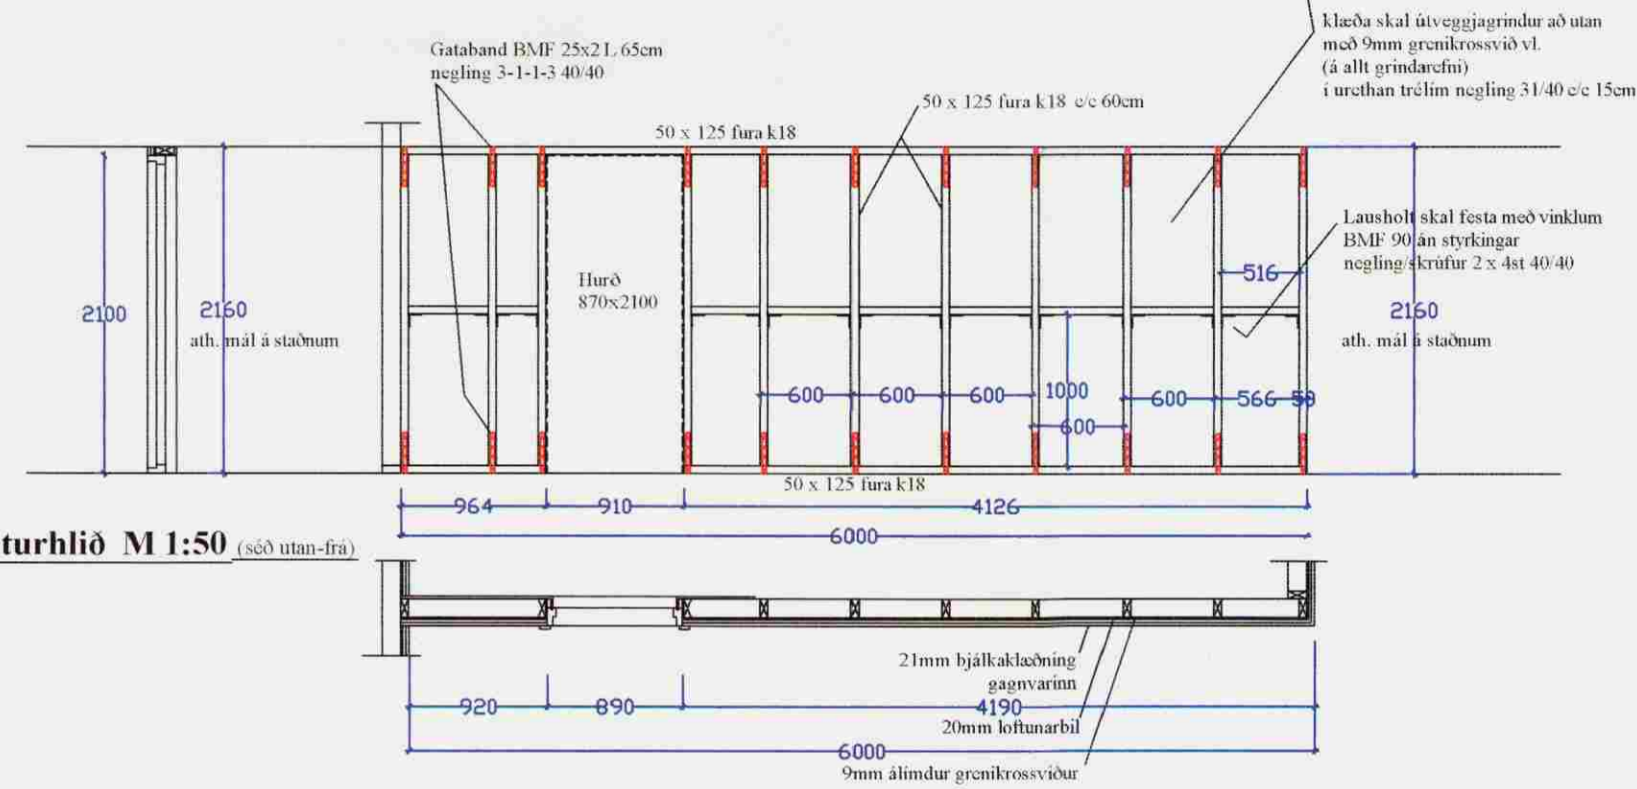 klæða skal útveggjagrindur að utan
með 9mm grenikrossvið vl.
(á allt grindarefni)
í urethan trélím negling 31/40 c/c 15cm
Gataband BMF 25x2 L 65cm
negling 3-1-1-3 40/40
50 x 125 fura k18 c/c 60cm
50 x 125 fura k18
Lausholt skal festa með vinklum
BMF 90 án styrkingar
negling/skrúfur 2 x 4st 40/40
516
Hurð
870x2100
2100
2160
ath. mál á staðnum
2160
ath. mál á staðnum
600
600
600
1000
600
600
566
50
50 x 125 fura k18
964
910
4126
6000
turhlið M 1:50 (séð utan-frá)
21mm bjálkaklæðning
gagnvarinn
920
890
4190
20mm loftunarbil
6000
9mm álímdur grenikrossviður